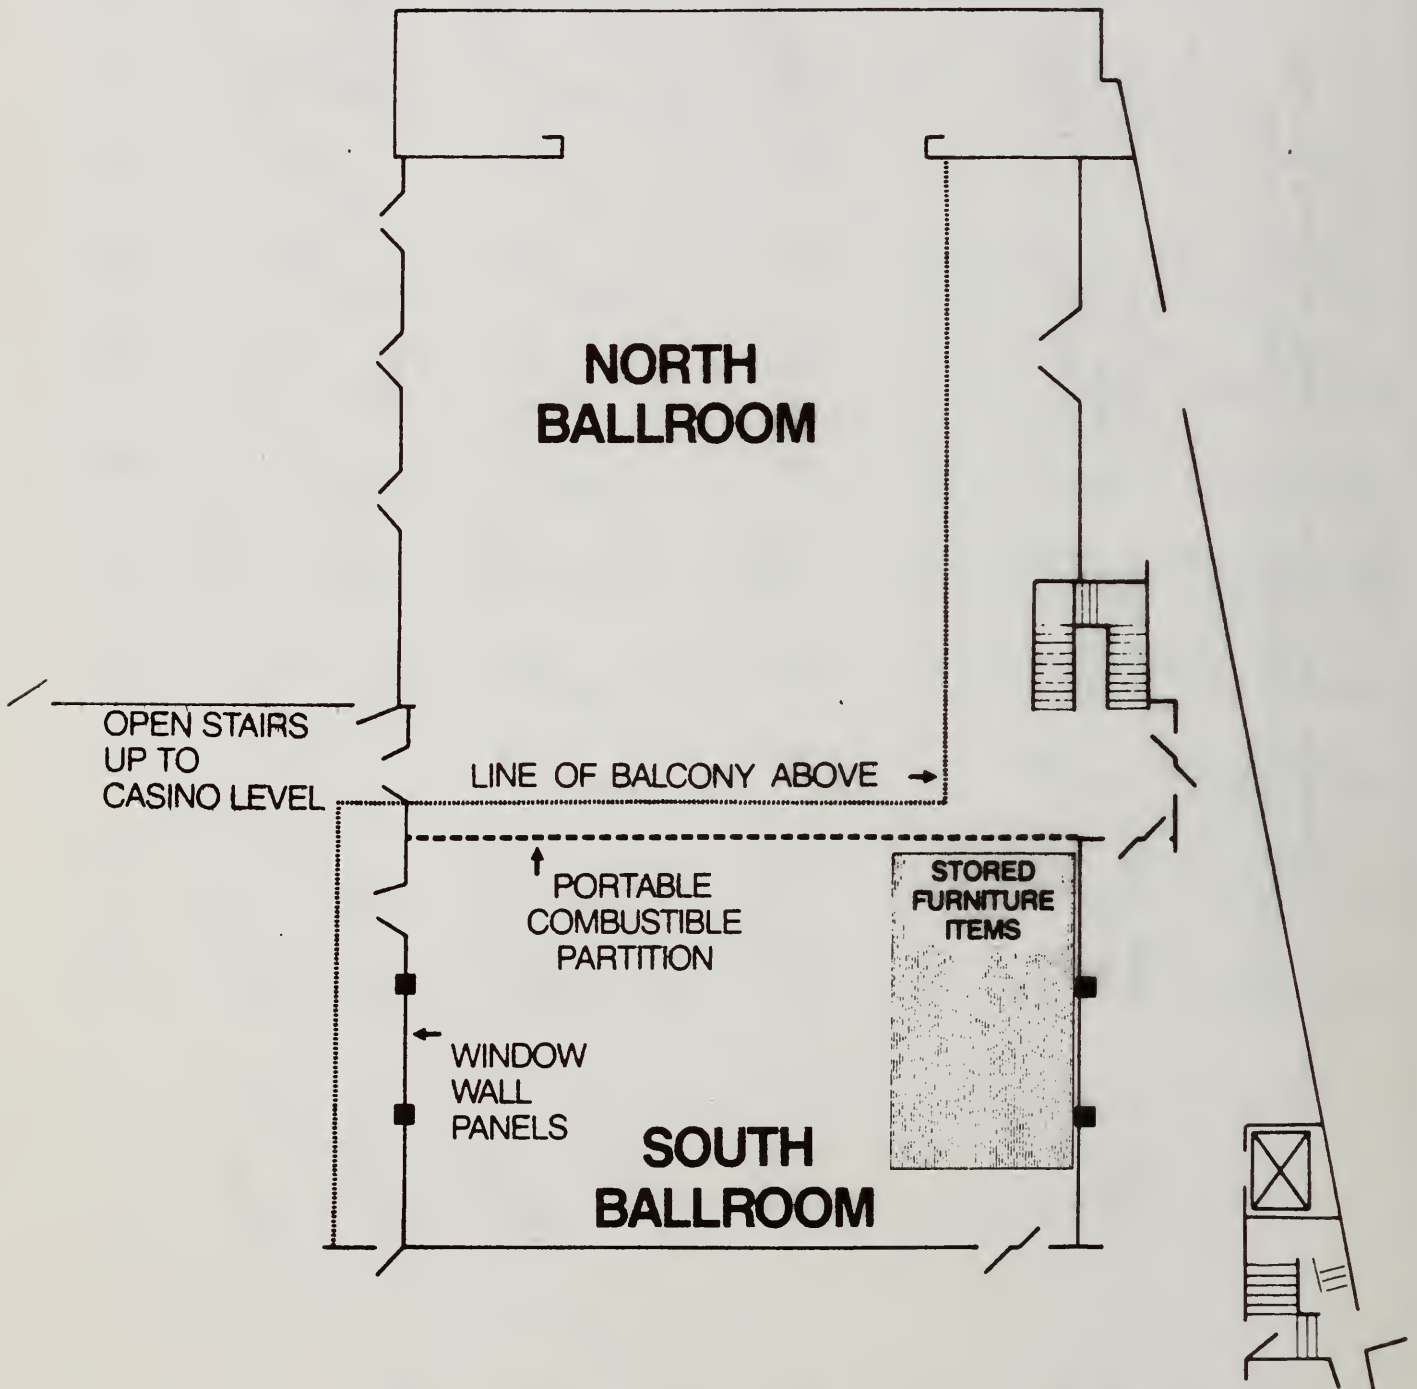 NORTH
BALLROOM
OPEN STAIRS
UP TO
CASINO LEVEL
LINE OF BALCONY ABOVE
PORTABLE
COMBUSTIBLE
PARTITION
STORED
FURNITURE
ITEMS
WINDOW
WALL
PANELS
SOUTH
BALLROOM